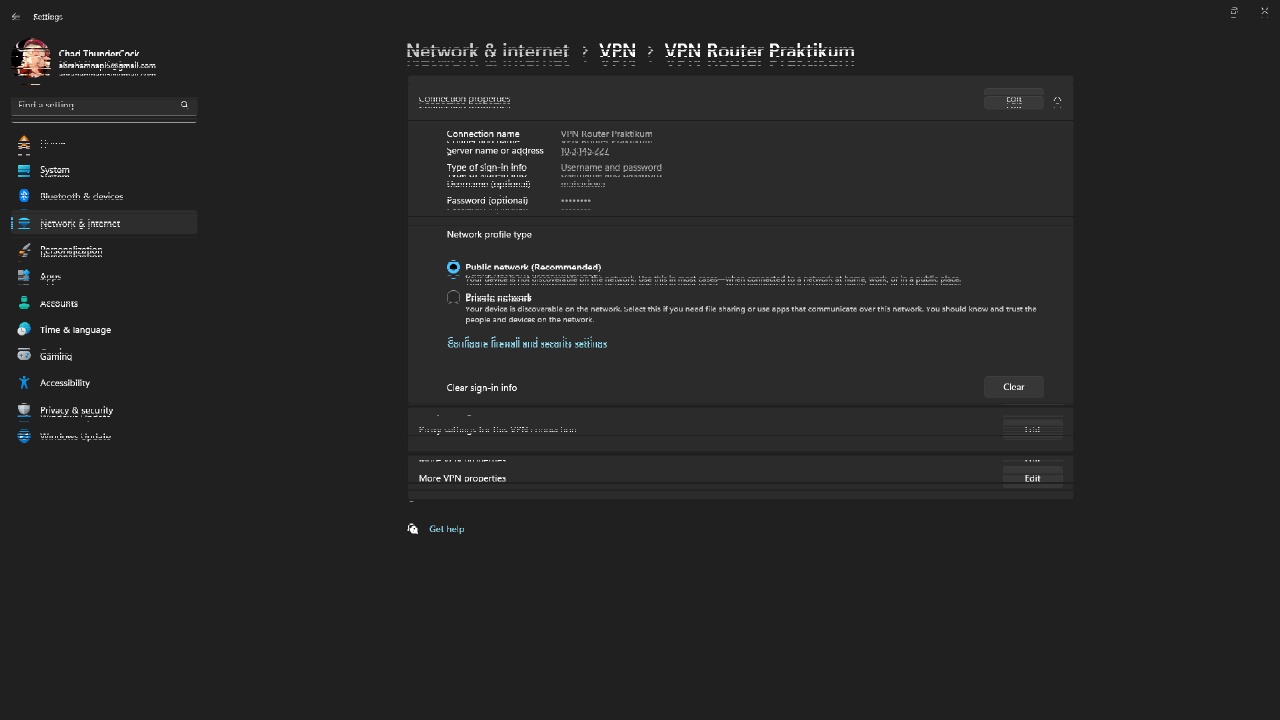 Settings
Chad ThunderCock
Network & internet > VPN > VPN Router Praktikum
Find a setting
Connection properties
Edit
Home
System
Bluetooth & devices
Network & internet
Personalization
Apps
Accounts
Time & language
Gaming
Accessibility
Privacy & security
Windows Update
Connection name VPN Router Praktikum
Server name or address 10.3.145.227
Type of sign-in info Username and password
Username (optional)
Password (optional) ••••••••
Network profile type
Public network (Recommended)
Your device is not discoverable on the network. Use this in most cases—when connected to a network at home, work, or in a public place.
Private network
Your device is discoverable on the network. Select this if you need file sharing or use apps that communicate over this network. You should know and trust the
people and devices on the network.
Configure firewall and security settings
Clear sign-in info Clear
Proxy settings for this VPN connection Edit
More VPN properties Edit
Get help